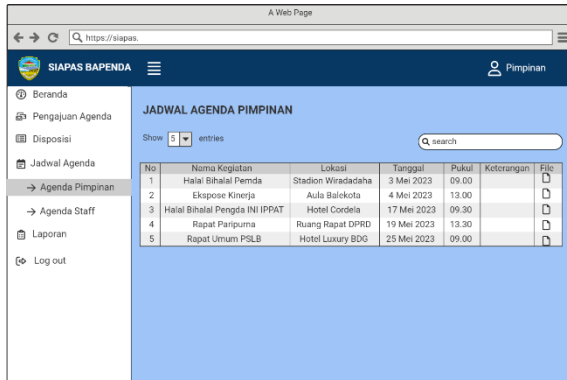 A Web Page
https://siapas.
SIAPAS BAPENDA
Pimpinan
Beranda
Pengajuan Agenda
Disposisi
Jadwal Agenda
Agenda Pimpinan
Agenda Staff
Laporan
Log out
JADWAL AGENDA PIMPINAN
Show 5 entries
search
No Nama Kegiatan Lokasi Tanggal Pukul Keterangan File
1 Halal Bihalal Pemda Stadion Wiradadaha 3 Mei 2023 09.00
2 Ekspose Kinerja Aula Balekota 4 Mei 2023 13.00
3 Halal Bihalal Pengda INI IPPAT Hotel Cordela 17 Mei 2023 09.30
4 Rapat Paripurna Ruang Rapat DPRD 19 Mei 2023 13.30
5 Rapat Umum PSLB Hotel Luxury BDG 25 Mei 2023 09.00